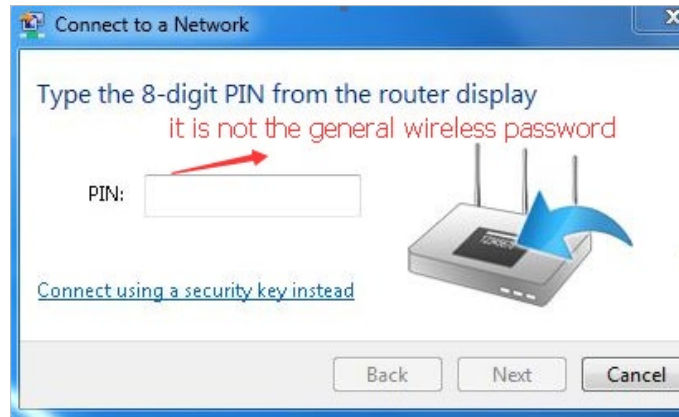 Connect to a Network
Type the 8-digit PIN from the router display
it is not the general wireless password
PIN:
12345670
Connect using a security key instead
Back
Next
Cancel